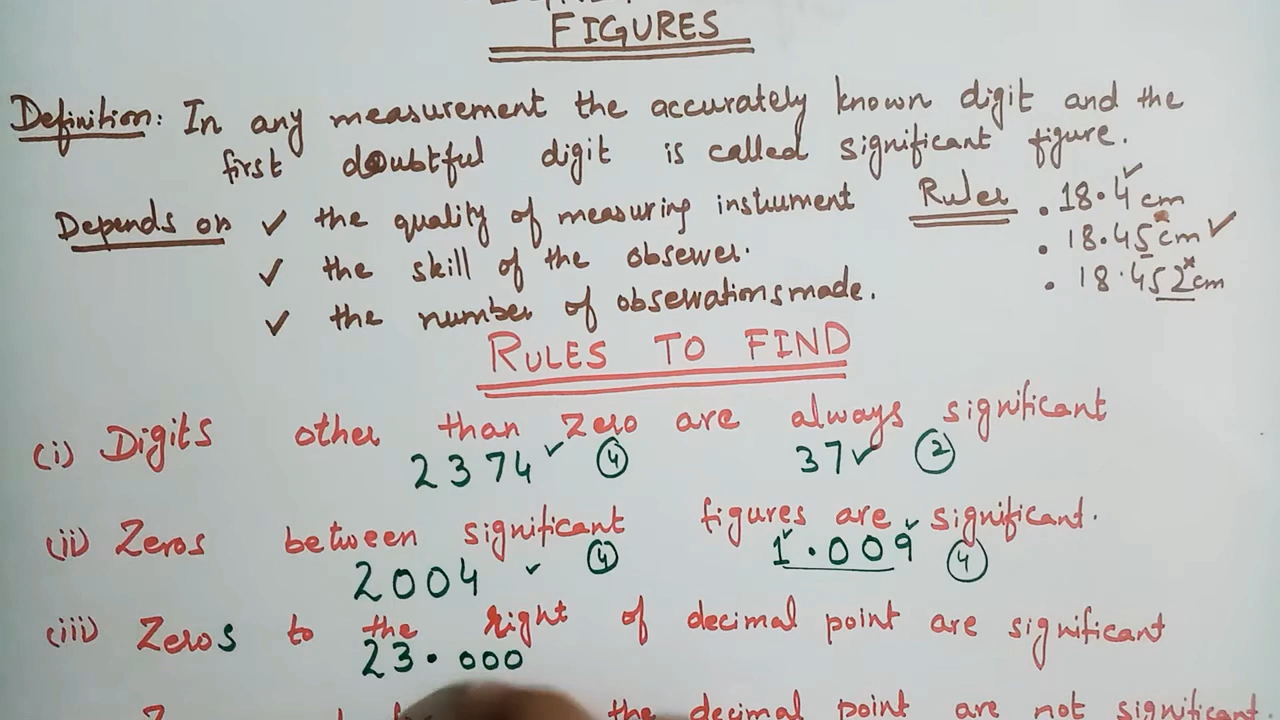 FIGURES
Definition: In any measurement the accurately known digit and the
first doubtful digit is called significant figure.
Depends on ✓ the quality of measuring instrument
✓ the skill of the observer.
✓ the number of observations made.
Rules
. 18.4 cm ✓
. 18.45 cm ✓
. 18.452 cm ×
RULES TO FIND
(i) Digits other than zero are always significant
2374 ✓ (4) 37 ✓ (2)
(ii) Zeros between significant figures are significant.
2004 ✓ (4) 1.009 (4)
(iii) Zeros to the right of decimal point are significant
23.000
the decimal point are not significant.